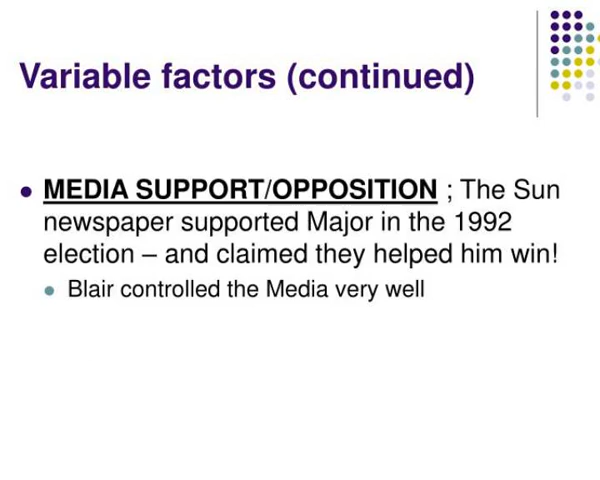 Variable factors (continued)
MEDIA SUPPORT/OPPOSITION ; The Sun
newspaper supported Major in the 1992
election – and claimed they helped him win!
Blair controlled the Media very well